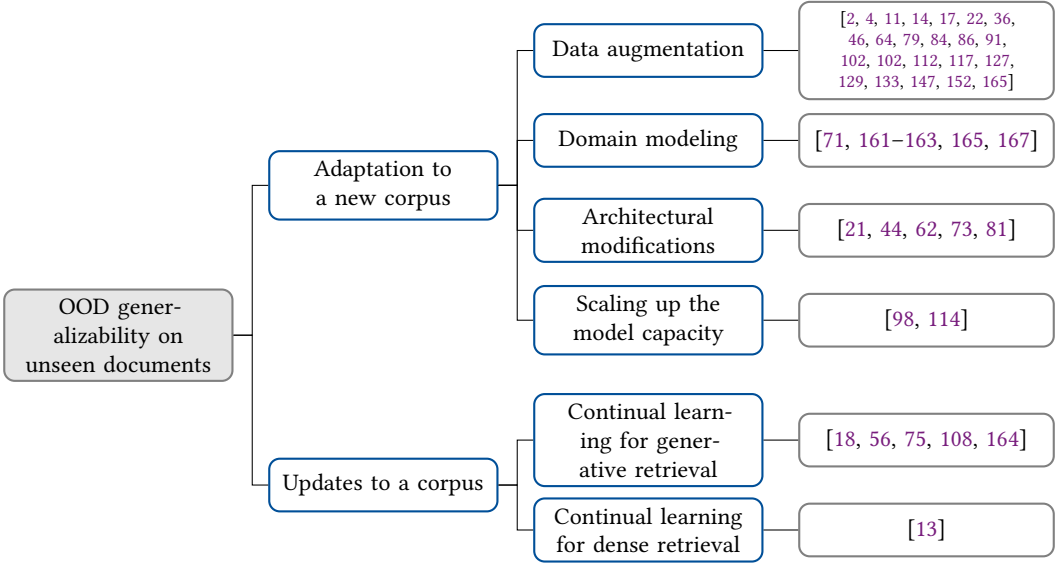 OOD gener-
alizability on
unseen documents
Adaptation to
a new corpus
Data augmentation
[2, 4, 11, 14, 17, 22, 36,
46, 64, 79, 84, 86, 91,
102, 102, 112, 117, 127,
129, 133, 147, 152, 165]
Domain modeling
[71, 161–163, 165, 167]
Architectural
modifications
[21, 44, 62, 73, 81]
Scaling up the
model capacity
[98, 114]
Updates to a corpus
Continual learn-
ing for gener-
ative retrieval
[18, 56, 75, 108, 164]
Continual learning
for dense retrieval
[13]